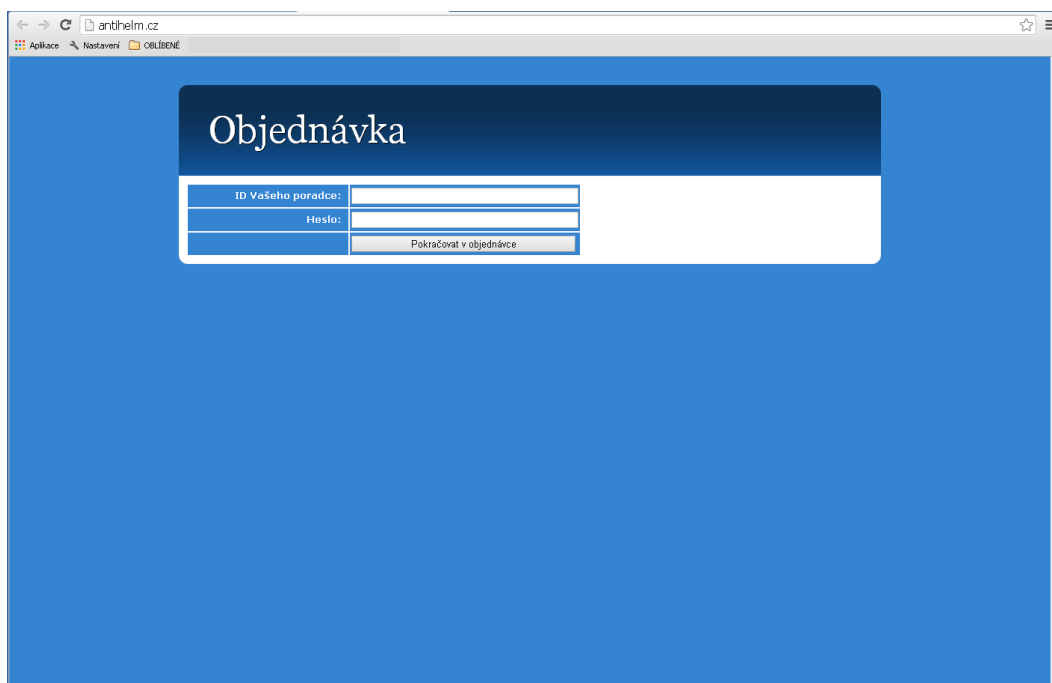 antihelm.cz
Aplikace Nastavení OBLÍBENÉ
Objednávka
ID Vašeho poradce:
Heslo:
Pokračovat v objednávce